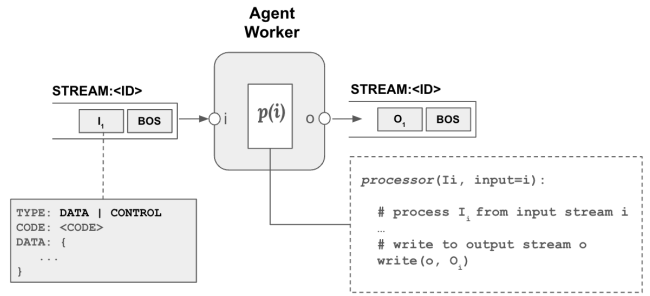 Agent
Worker
STREAM:<ID>
I1
BOS
i
p(i)
o
STREAM:<ID>
O1
BOS
TYPE: DATA | CONTROL
CODE: <CODE>
DATA: {
...
}
processor(Ii, input=i):
# process Ii from input stream i
…
# write to output stream o
write(o, Oi)